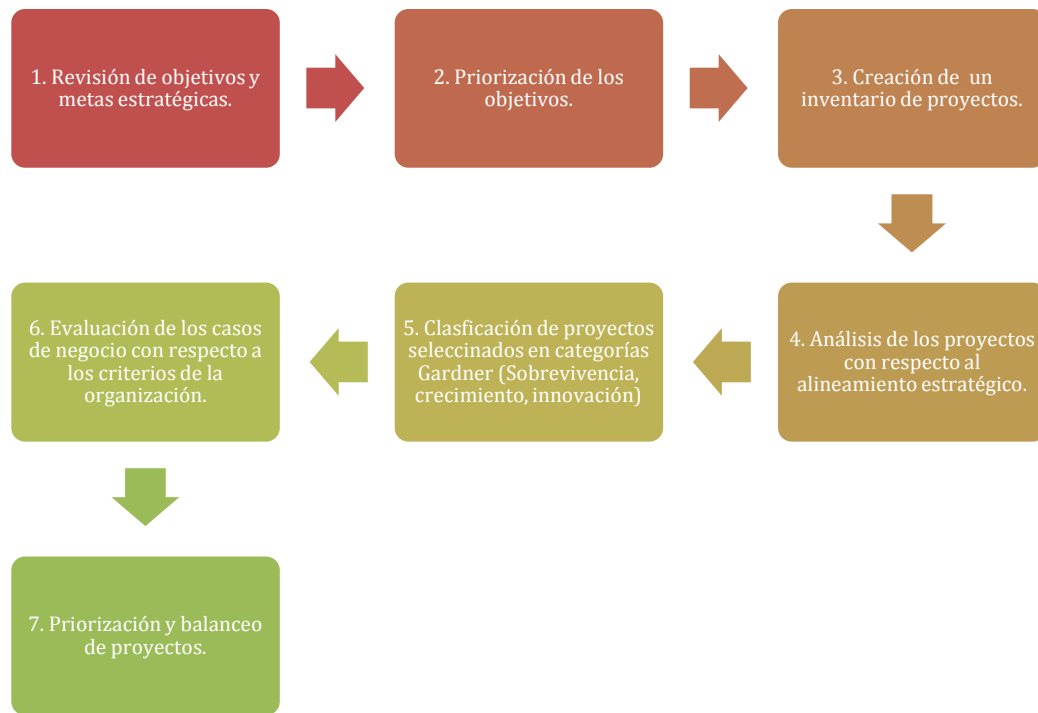 1. Revisión de objetivos y
metas estratégicas.
2. Priorización de los
objetivos.
3. Creación de un
inventario de proyectos.
4. Análisis de los proyectos
con respecto al
alineamiento estratégico.
5. Clasficación de proyectos
seleccinados en categorías
Gardner (Sobrevivencia,
crecimiento, innovación)
6. Evaluación de los casos
de negocio con respecto a
los criterios de la
organización.
7. Priorización y balanceo
de proyectos.